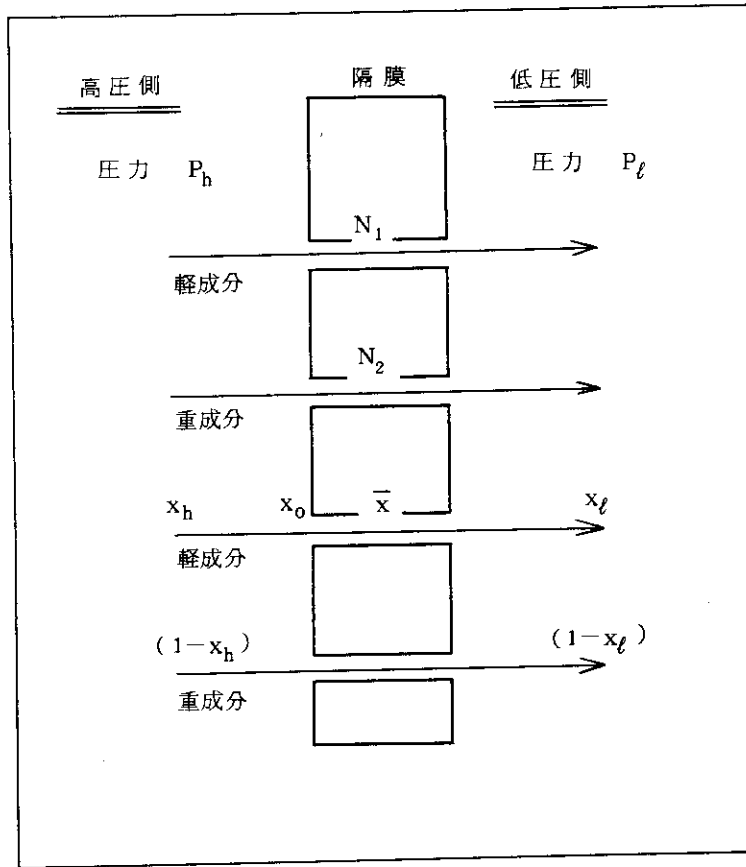 高圧側 隔膜 低圧側
圧力 P_h 圧力 P_ℓ
N_1
軽成分
N_2
重成分
x_h x_o x̄ x_ℓ
軽成分
(1-x_h) (1-x_ℓ)
重成分